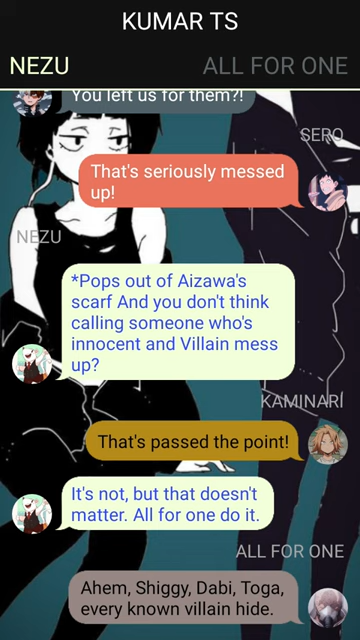 KUMAR TS
NEZU
ALL FOR ONE
You left us for them?!
SERO
That's seriously messed
up!
NEZU
*Pops out of Aizawa's
scarf And you don't think
calling someone who's
innocent and Villain mess
up?
KAMINARI
That's passed the point!
It's not, but that doesn't
matter. All for one do it.
ALL FOR ONE
Ahem, Shiggy, Dabi, Toga,
every known villain hide.